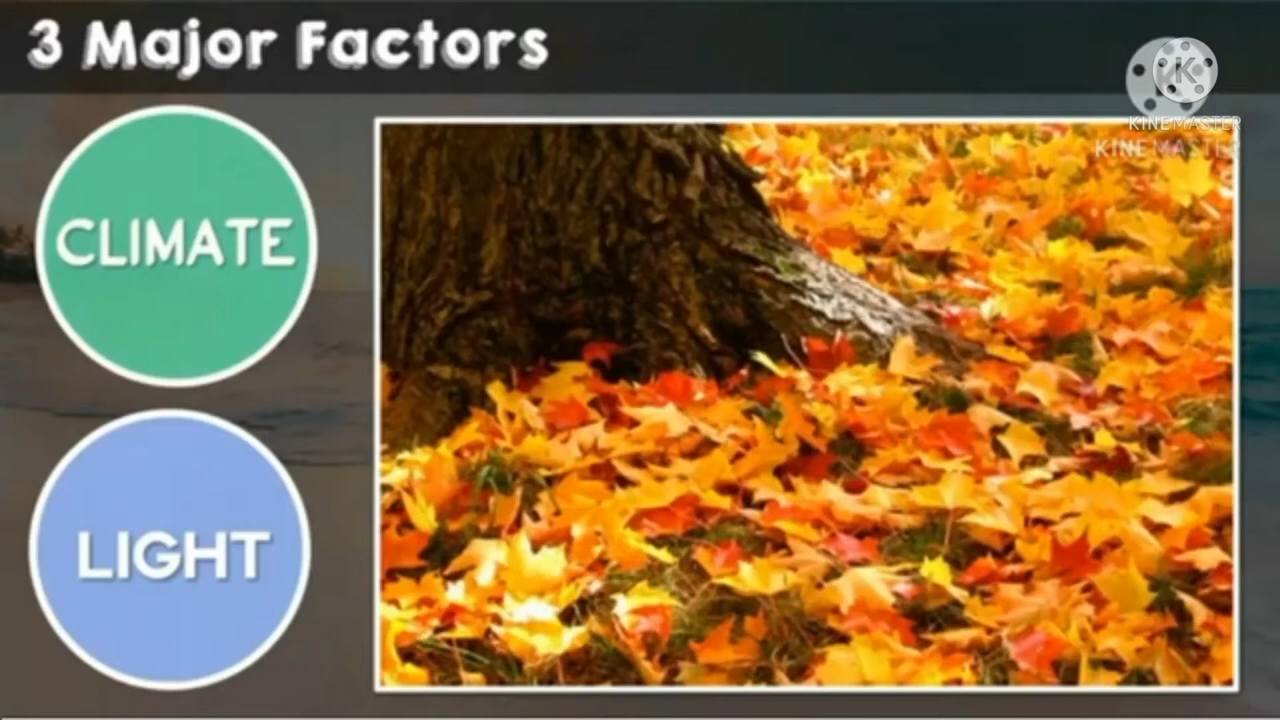 3 Major Factors
K
KINEMASTER
KINEMASTER
CLIMATE
LIGHT